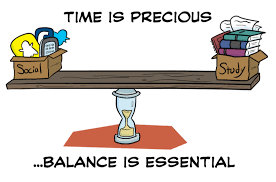 TIME IS PRECIOUS
Social
Study
...BALANCE IS ESSENTIAL